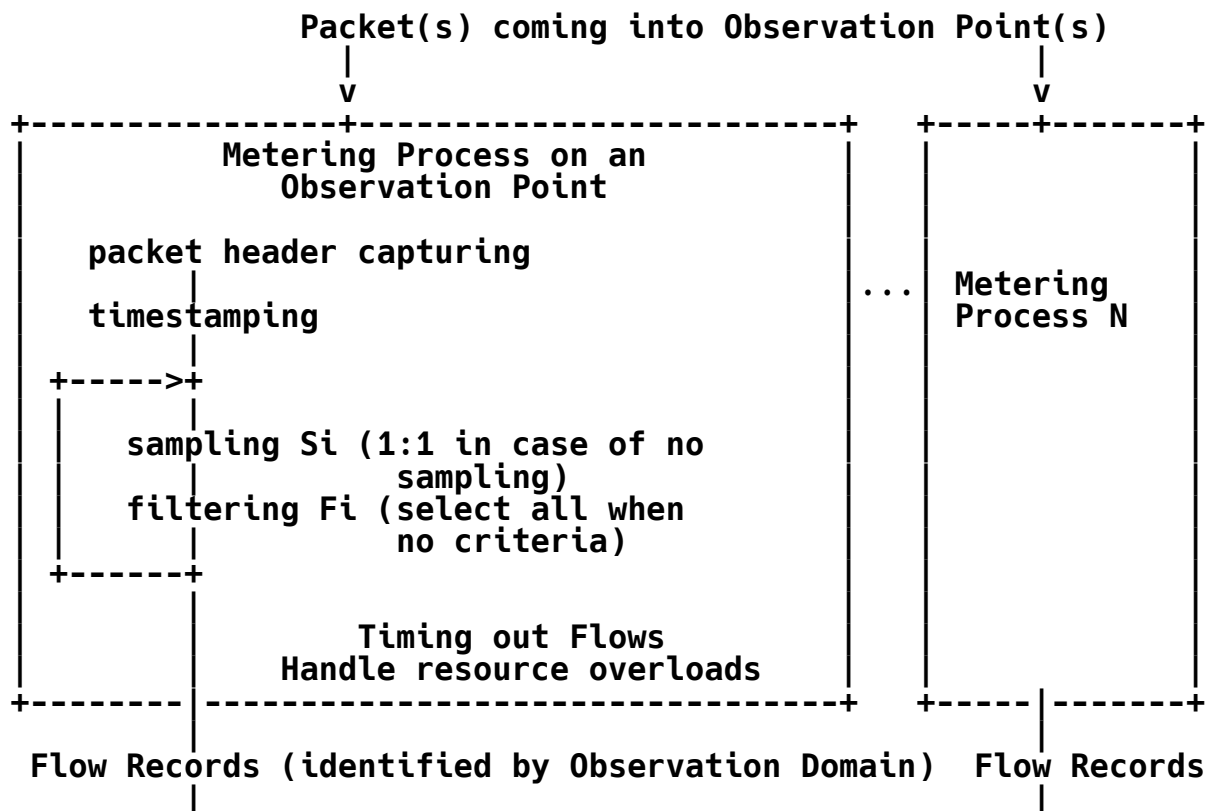 Packet(s) coming into Observation Point(s)
Metering Process on an
Observation Point
packet header capturing
... Metering
timestamping Process N
sampling Si (1:1 in case of no
sampling)
filtering Fi (select all when
no criteria)
Timing out Flows
Handle resource overloads
Flow Records (identified by Observation Domain) Flow Records